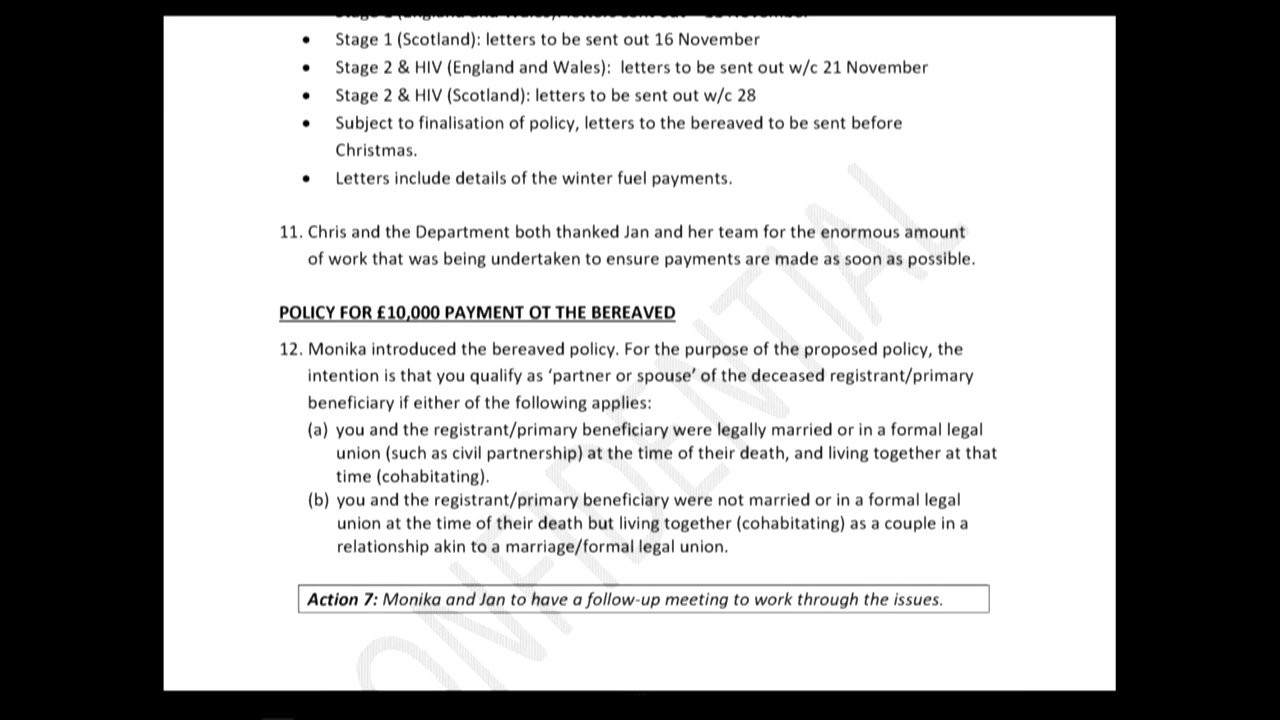 • Stage 1 (Scotland): letters to be sent out 16 November
• Stage 2 & HIV (England and Wales): letters to be sent out w/c 21 November
• Stage 2 & HIV (Scotland): letters to be sent out w/c 28
• Subject to finalisation of policy, letters to the bereaved to be sent before
Christmas.
• Letters include details of the winter fuel payments.
11. Chris and the Department both thanked Jan and her team for the enormous amount
of work that was being undertaken to ensure payments are made as soon as possible.
POLICY FOR £10,000 PAYMENT OT THE BEREAVED
12. Monika introduced the bereaved policy. For the purpose of the proposed policy, the
intention is that you qualify as ‘partner or spouse’ of the deceased registrant/primary
beneficiary if either of the following applies:
(a) you and the registrant/primary beneficiary were legally married or in a formal legal
union (such as civil partnership) at the time of their death, and living together at that
time (cohabitating).
(b) you and the registrant/primary beneficiary were not married or in a formal legal
union at the time of their death but living together (cohabitating) as a couple in a
relationship akin to a marriage/formal legal union.
Action 7: Monika and Jan to have a follow-up meeting to work through the issues.
ONFIDENTIAL